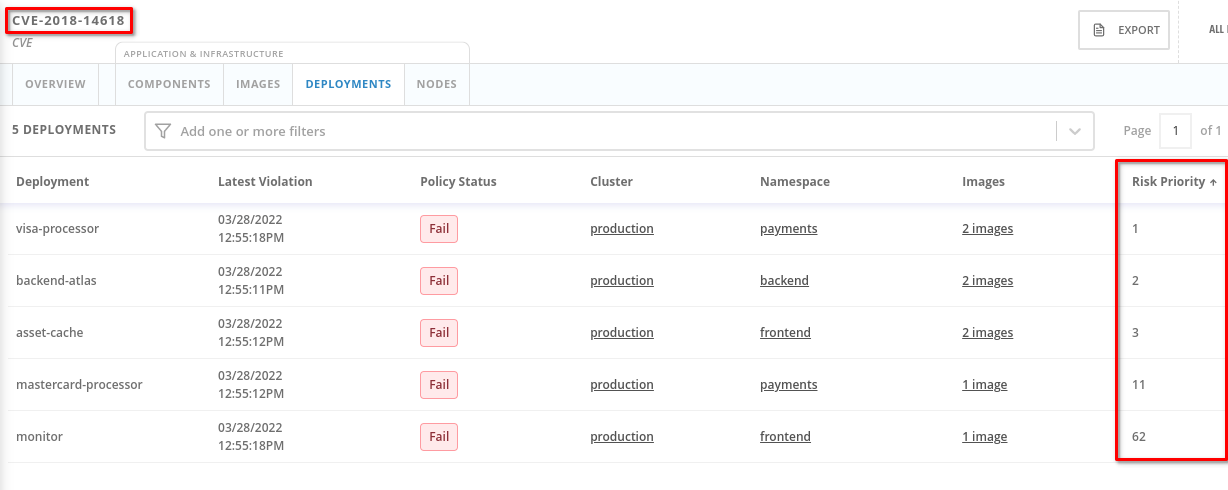 CVE-2018-14618
CVE
EXPORT
ALL
APPLICATION & INFRASTRUCTURE
OVERVIEW COMPONENTS IMAGES DEPLOYMENTS NODES
5 DEPLOYMENTS Add one or more filters Page 1 of 1
Deployment Latest Violation Policy Status Cluster Namespace Images Risk Priority ↑
visa-processor 03/28/2022 12:55:18PM Fail production payments 2 images 1
backend-atlas 03/28/2022 12:55:11PM Fail production backend 2 images 2
asset-cache 03/28/2022 12:55:12PM Fail production frontend 2 images 3
mastercard-processor 03/28/2022 12:55:12PM Fail production payments 1 image 11
monitor 03/28/2022 12:55:18PM Fail production frontend 1 image 62